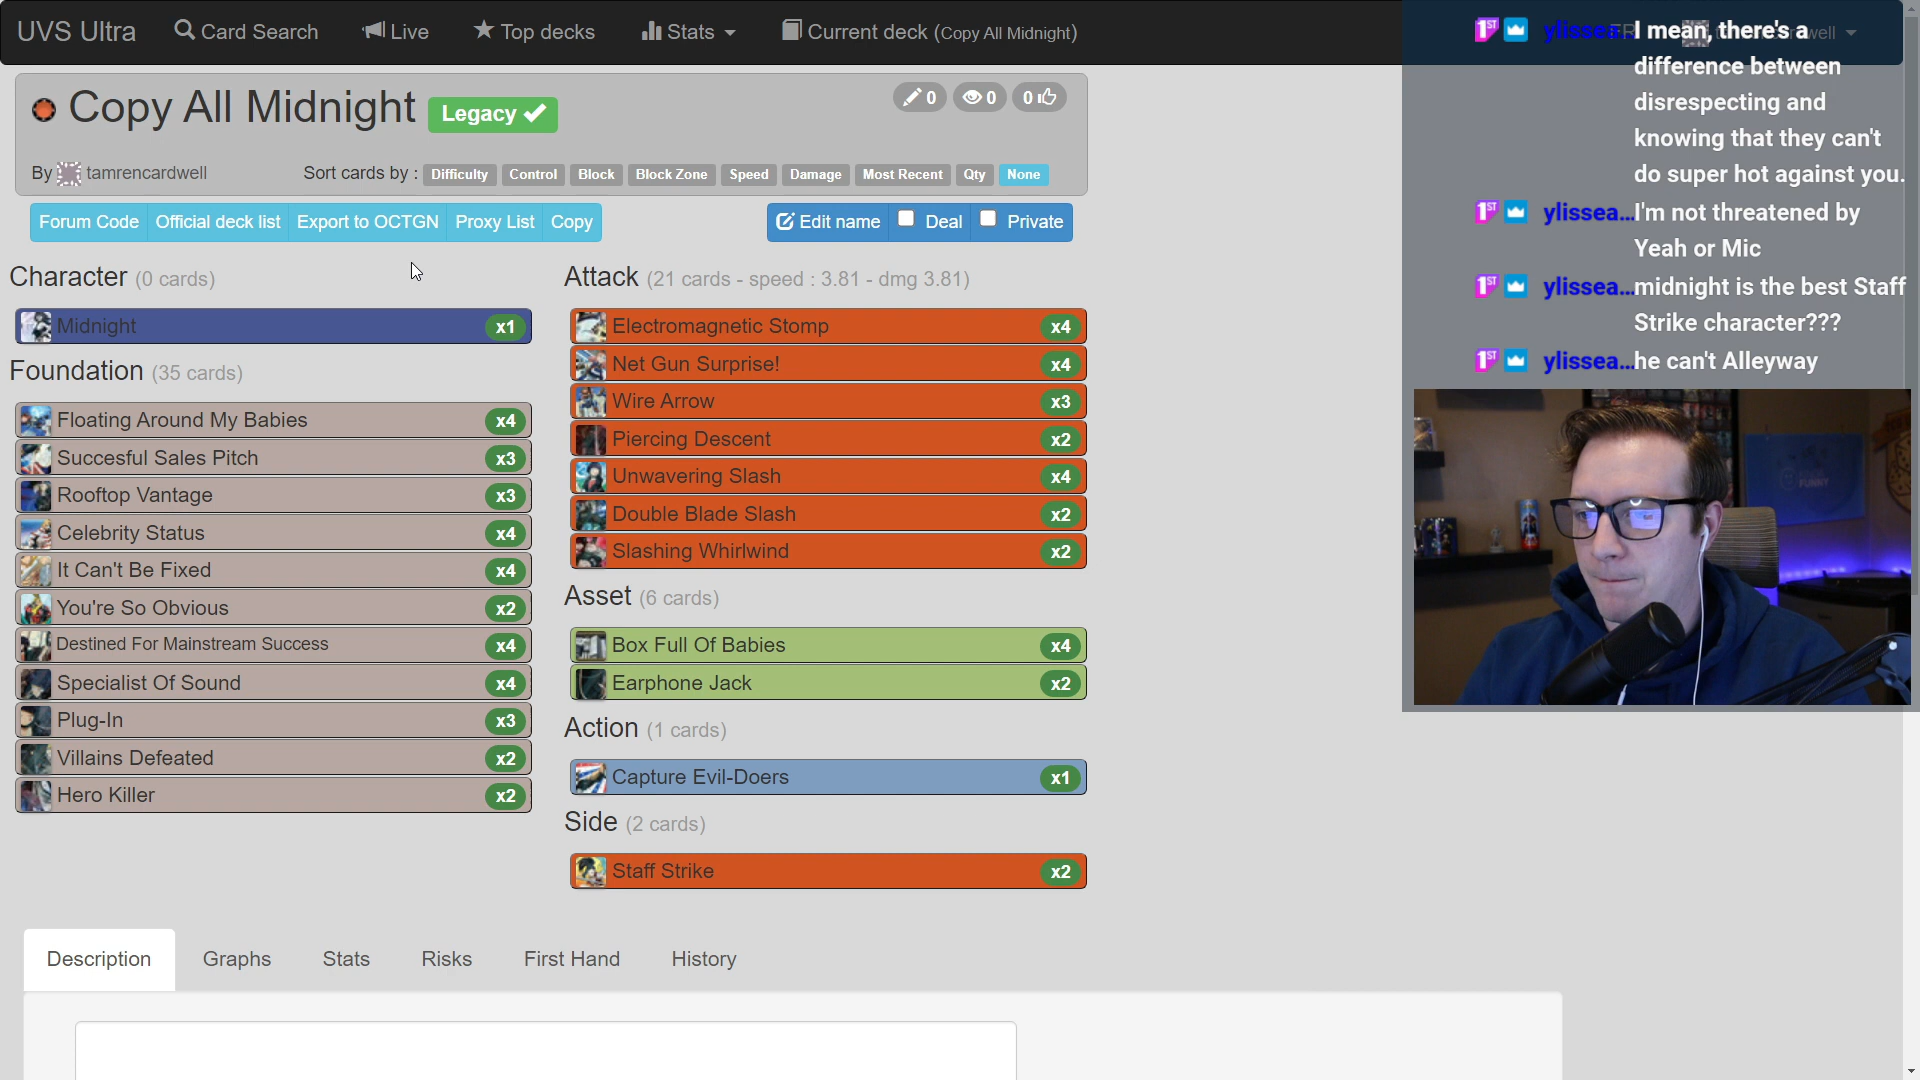 UVS Ultra Card Search Live Top decks Stats Current deck (Copy All Midnight)
Copy All Midnight Legacy 0 0 0
By tamrencardwell Sort cards by : Difficulty Control Block Block Zone Speed Damage Most Recent Qty None
Forum Code Official deck list Export to OCTGN Proxy List Copy Edit name Deal Private
Character (0 cards)
Midnight x1
Foundation (35 cards)
Floating Around My Babies x4
Succesful Sales Pitch x3
Rooftop Vantage x3
Celebrity Status x4
It Can't Be Fixed x4
You're So Obvious x2
Destined For Mainstream Success x4
Specialist Of Sound x4
Plug-In x3
Villains Defeated x2
Hero Killer x2
Attack (21 cards - speed : 3.81 - dmg 3.81)
Electromagnetic Stomp x4
Net Gun Surprise! x4
Wire Arrow x3
Piercing Descent x2
Unwavering Slash x4
Double Blade Slash x2
Slashing Whirlwind x2
Asset (6 cards)
Box Full Of Babies x4
Earphone Jack x2
Action (1 cards)
Capture Evil-Doers x1
Side (2 cards)
Staff Strike x2
Description Graphs Stats Risks First Hand History
1ST ylissea... I mean, there's a
difference between
disrespecting and
knowing that they can't
do super hot against you.
1ST ylissea... I'm not threatened by
Yeah or Mic
1ST ylissea... midnight is the best Staff
Strike character???
1ST ylissea... he can't Alleyway